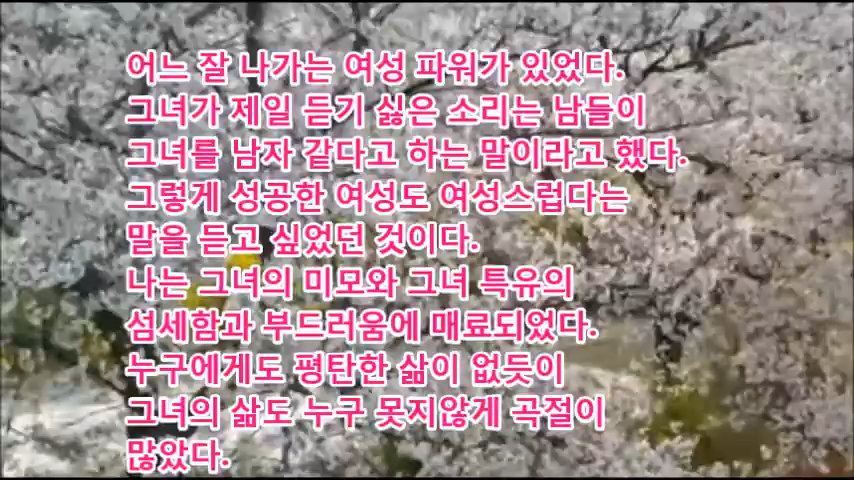 어느 잘 나가는 여성 파워가 있었다.
그녀가 제일 듣기 싫은 소리는 남들이
그녀를 남자 같다고 하는 말이라고 했다.
그렇게 성공한 여성도 여성스럽다는
말을 듣고 싶었던 것이다.
나는 그녀의 미모와 그녀 특유의
섬세함과 부드러움에 매료되었다.
누구에게도 평탄한 삶이 없듯이
그녀의 삶도 누구 못지않게 곡절이
많았다.